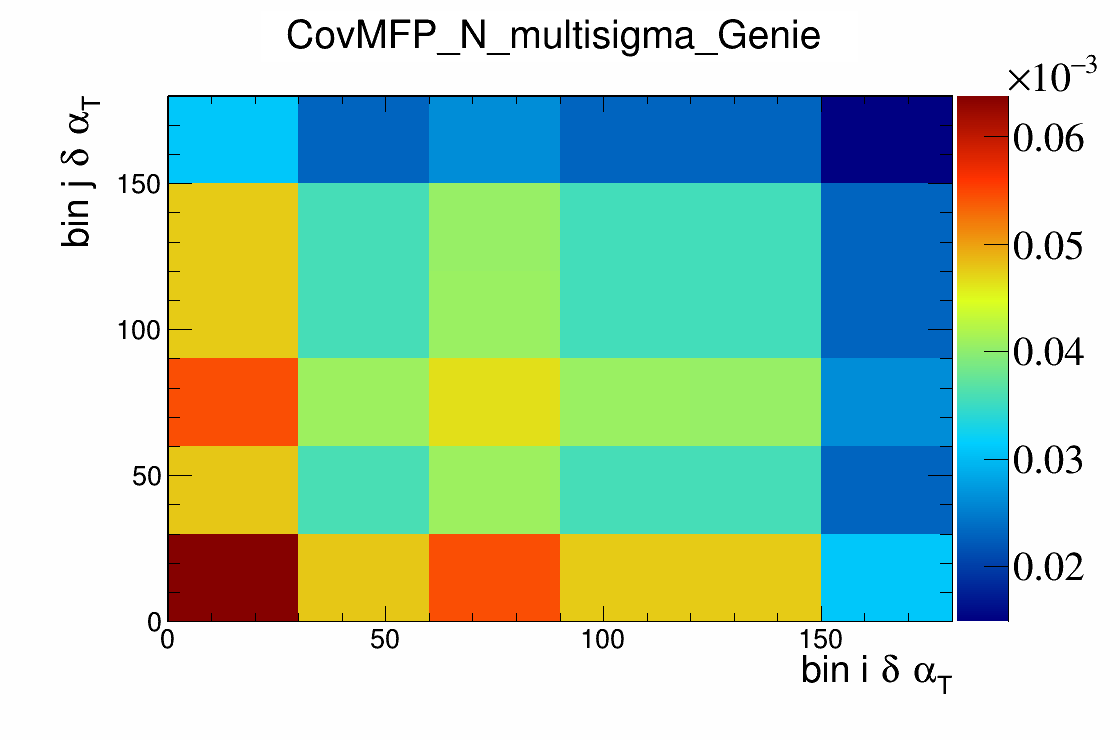 CovMFP_N_multisigma_Genie
×10⁻³
bin j δ α_T
150
100
50
0
0 50 100 150
bin i δ α_T
0.06
0.05
0.04
0.03
0.02